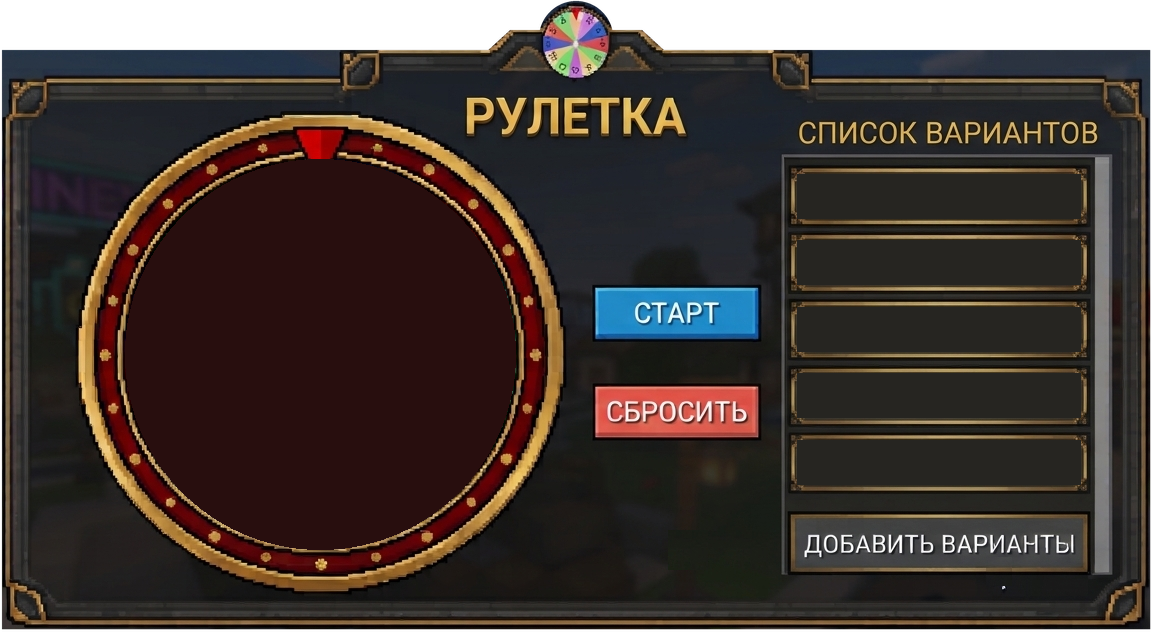 РУЛЕТКА
СПИСОК ВАРИАНТОВ
СТАРТ
СБРОСИТЬ
ДОБАВИТЬ ВАРИАНТЫ